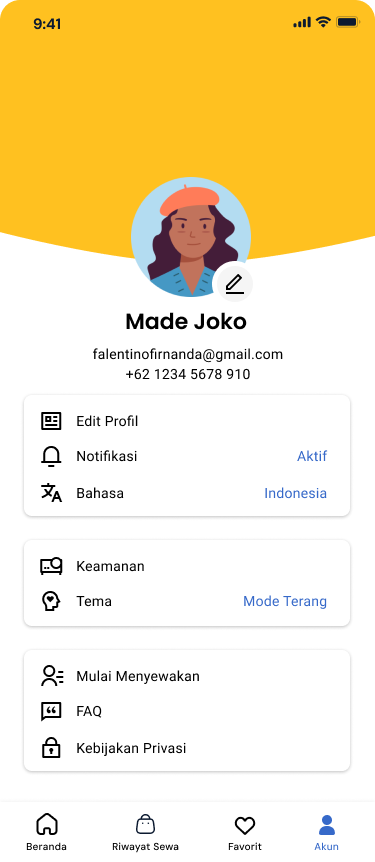 9:41
Made Joko
falentinofirnanda@gmail.com
+62 1234 5678 910
Edit Profil
Notifikasi Aktif
Bahasa Indonesia
Keamanan
Tema Mode Terang
Mulai Menyewakan
FAQ
Kebijakan Privasi
Beranda Riwayat Sewa Favorit Akun